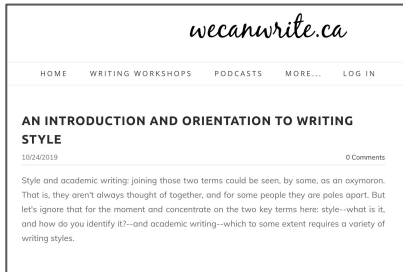 wecanwrite.ca
HOME WRITING WORKSHOPS PODCASTS MORE... LOG IN
AN INTRODUCTION AND ORIENTATION TO WRITING
STYLE
10/24/2019 0 Comments
Style and academic writing: joining those two terms could be seen, by some, as an oxymoron.
That is, they aren't always thought of together, and for some people they are poles apart. But
let's ignore that for the moment and concentrate on the two key terms here: style--what is it,
and how do you identify it?--and academic writing--which to some extent requires a variety of
writing styles.